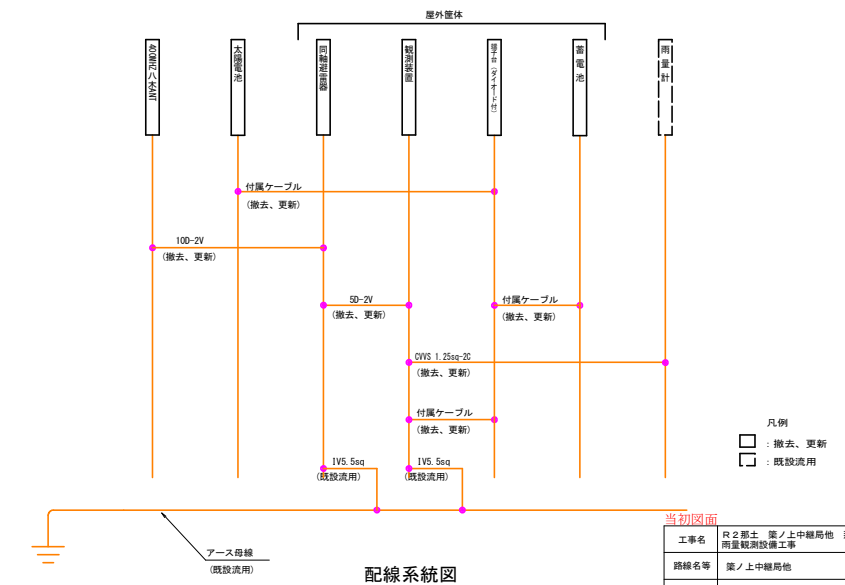 屋外筐体
400MHZ八木ANT
太陽電池
同軸避雷器
観測装置
端子台（ダイオード付）
蓄電池
雨量計
付属ケーブル
(撤去、更新)
10D-2V
(撤去、更新)
5D-2V
(撤去、更新)
付属ケーブル
(撤去、更新)
CVVS 1.25sq-2C
(撤去、更新)
付属ケーブル
(撤去、更新)
IV5.5sq
(既設流用)
IV5.5sq
(既設流用)
凡例
：撤去、更新
：既設流用
アース母線
(既設流用)
配線系統図
当初図面
工事名
R２那土 簗ノ上中継局他
雨量観測設備工事
路線名等
簗ノ上中継局他